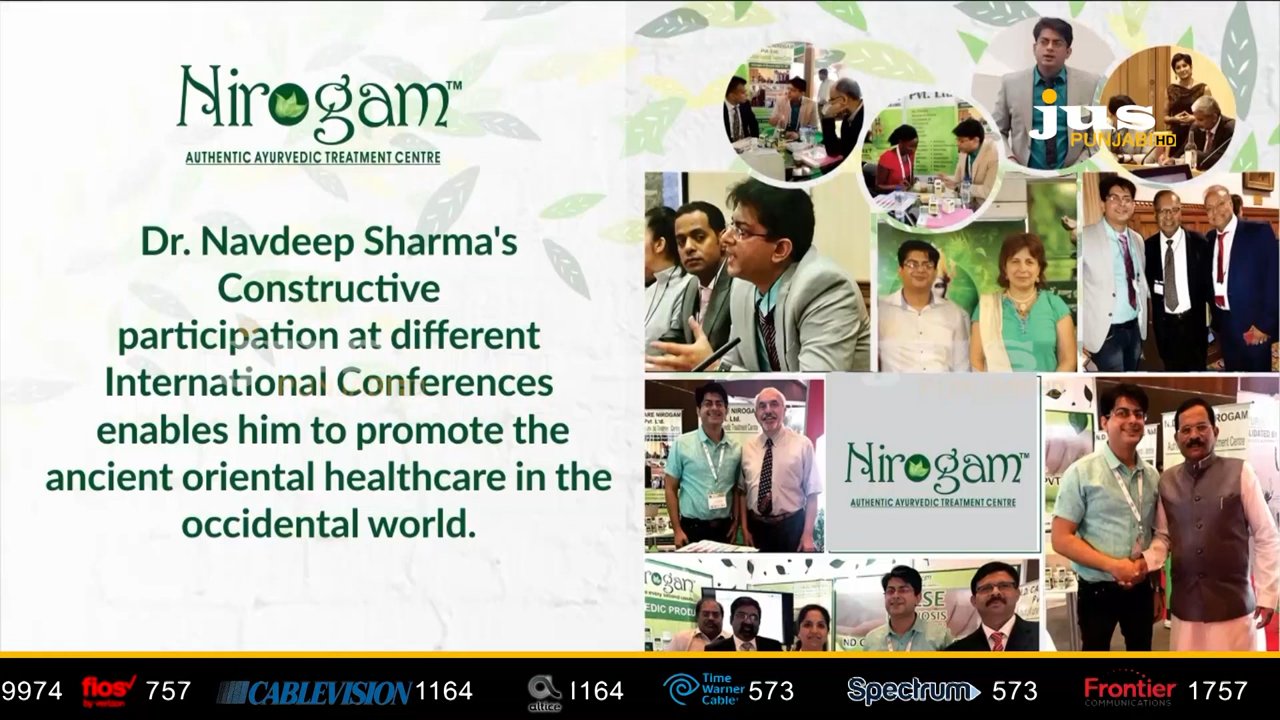 Nirogam™
AUTHENTIC AYURVEDIC TREATMENT CENTRE
Dr. Navdeep Sharma's
Constructive
participation at different
International Conferences
enables him to promote the
ancient oriental healthcare in the
occidental world.
jus
PUNJABI HD
Nirogam™
AUTHENTIC AYURVEDIC TREATMENT CENTRE
9974 fios by verizon 757 CABLEVISION 1164 altice 1164 Time Warner Cable 573 Spectrum 573 Frontier COMMUNICATIONS 1757